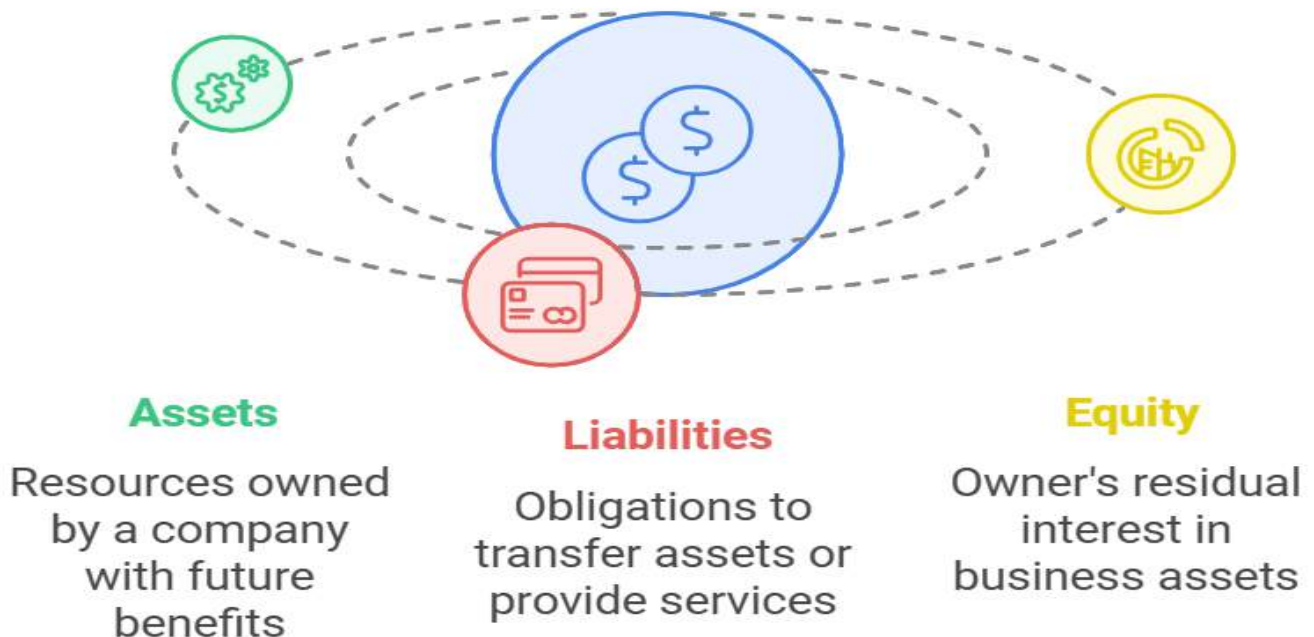 Assets
Resources owned
by a company
with future
benefits
Liabilities
Obligations to
transfer assets or
provide services
Equity
Owner's residual
interest in
business assets
$
$
$